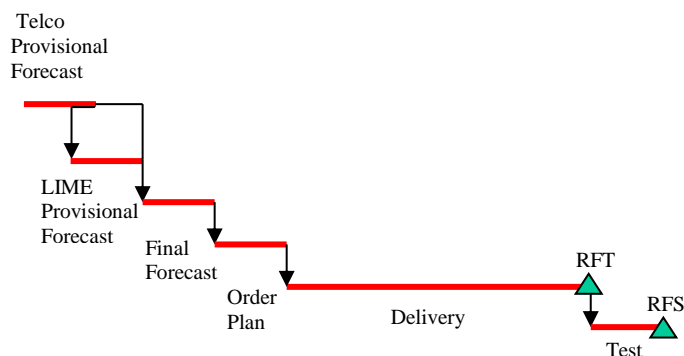 Telco
Provisional
Forecast
LIME
Provisional
Forecast
Final
Forecast
Order
Plan
Delivery
RFT
RFS
Test